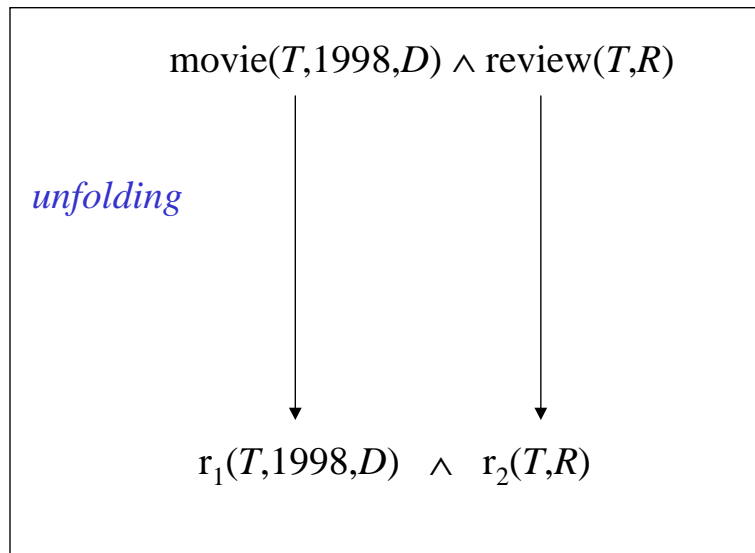 movie(T,1998,D) ∧ review(T,R)
unfolding
r₁(T,1998,D) ∧ r₂(T,R)